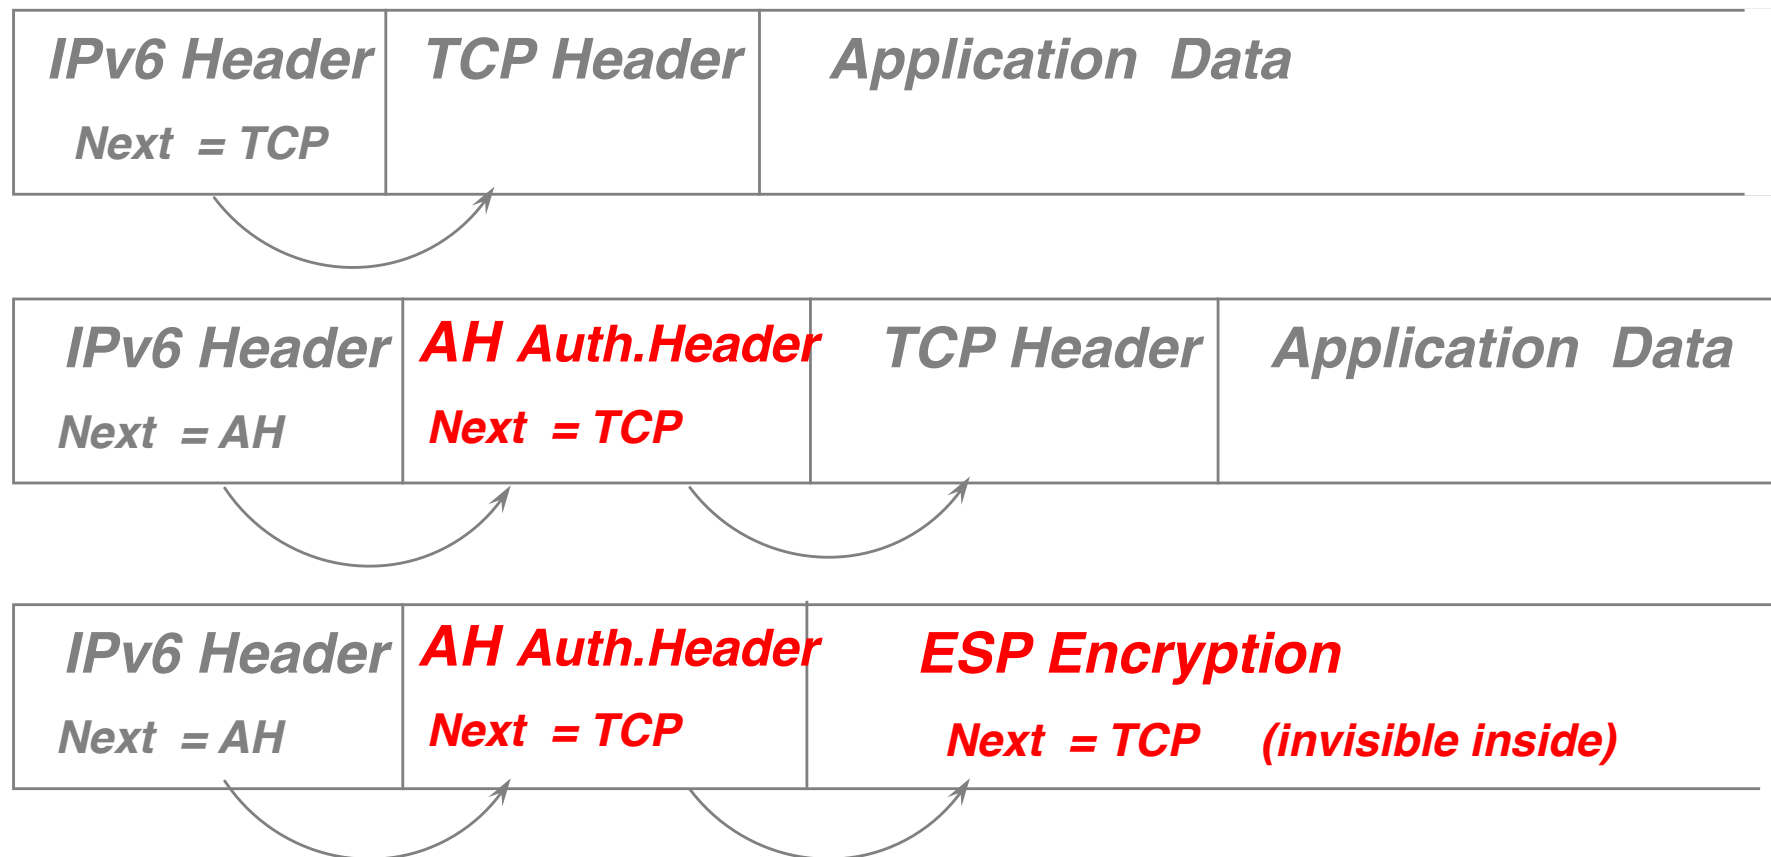 IPv6 Header TCP Header Application Data
Next = TCP
IPv6 Header AH Auth.Header TCP Header Application Data
Next = AH Next = TCP
IPv6 Header AH Auth.Header ESP Encryption
Next = AH Next = TCP Next = TCP (invisible inside)